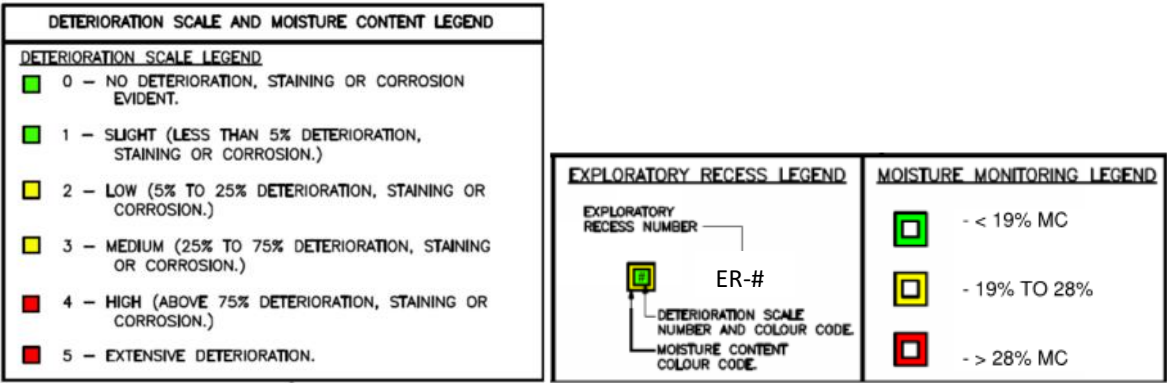 DETERIORATION SCALE AND MOISTURE CONTENT LEGEND
DETERIORATION SCALE LEGEND
0 – NO DETERIORATION, STAINING OR CORROSION
EVIDENT.
1 – SLIGHT (LESS THAN 5% DETERIORATION,
STAINING OR CORROSION.)
2 – LOW (5% TO 25% DETERIORATION, STAINING OR
CORROSION.)
3 – MEDIUM (25% TO 75% DETERIORATION, STAINING
OR CORROSION.)
4 – HIGH (ABOVE 75% DETERIORATION, STAINING OR
CORROSION.)
5 – EXTENSIVE DETERIORATION.
EXPLORATORY RECESS LEGEND
EXPLORATORY
RECESS NUMBER
# ER-#
DETERIORATION SCALE
NUMBER AND COLOUR CODE.
MOISTURE CONTENT
COLOUR CODE.
MOISTURE MONITORING LEGEND
- < 19% MC
- 19% TO 28%
- > 28% MC